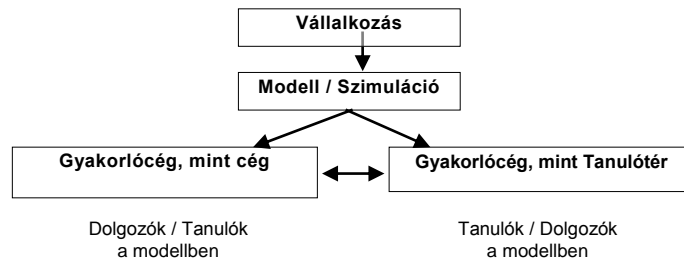 Vállalkozás
Modell / Szimuláció
Gyakorlócég, mint cég
Gyakorlócég, mint Tanulótér
Dolgozók / Tanulók
a modellben
Tanulók / Dolgozók
a modellben